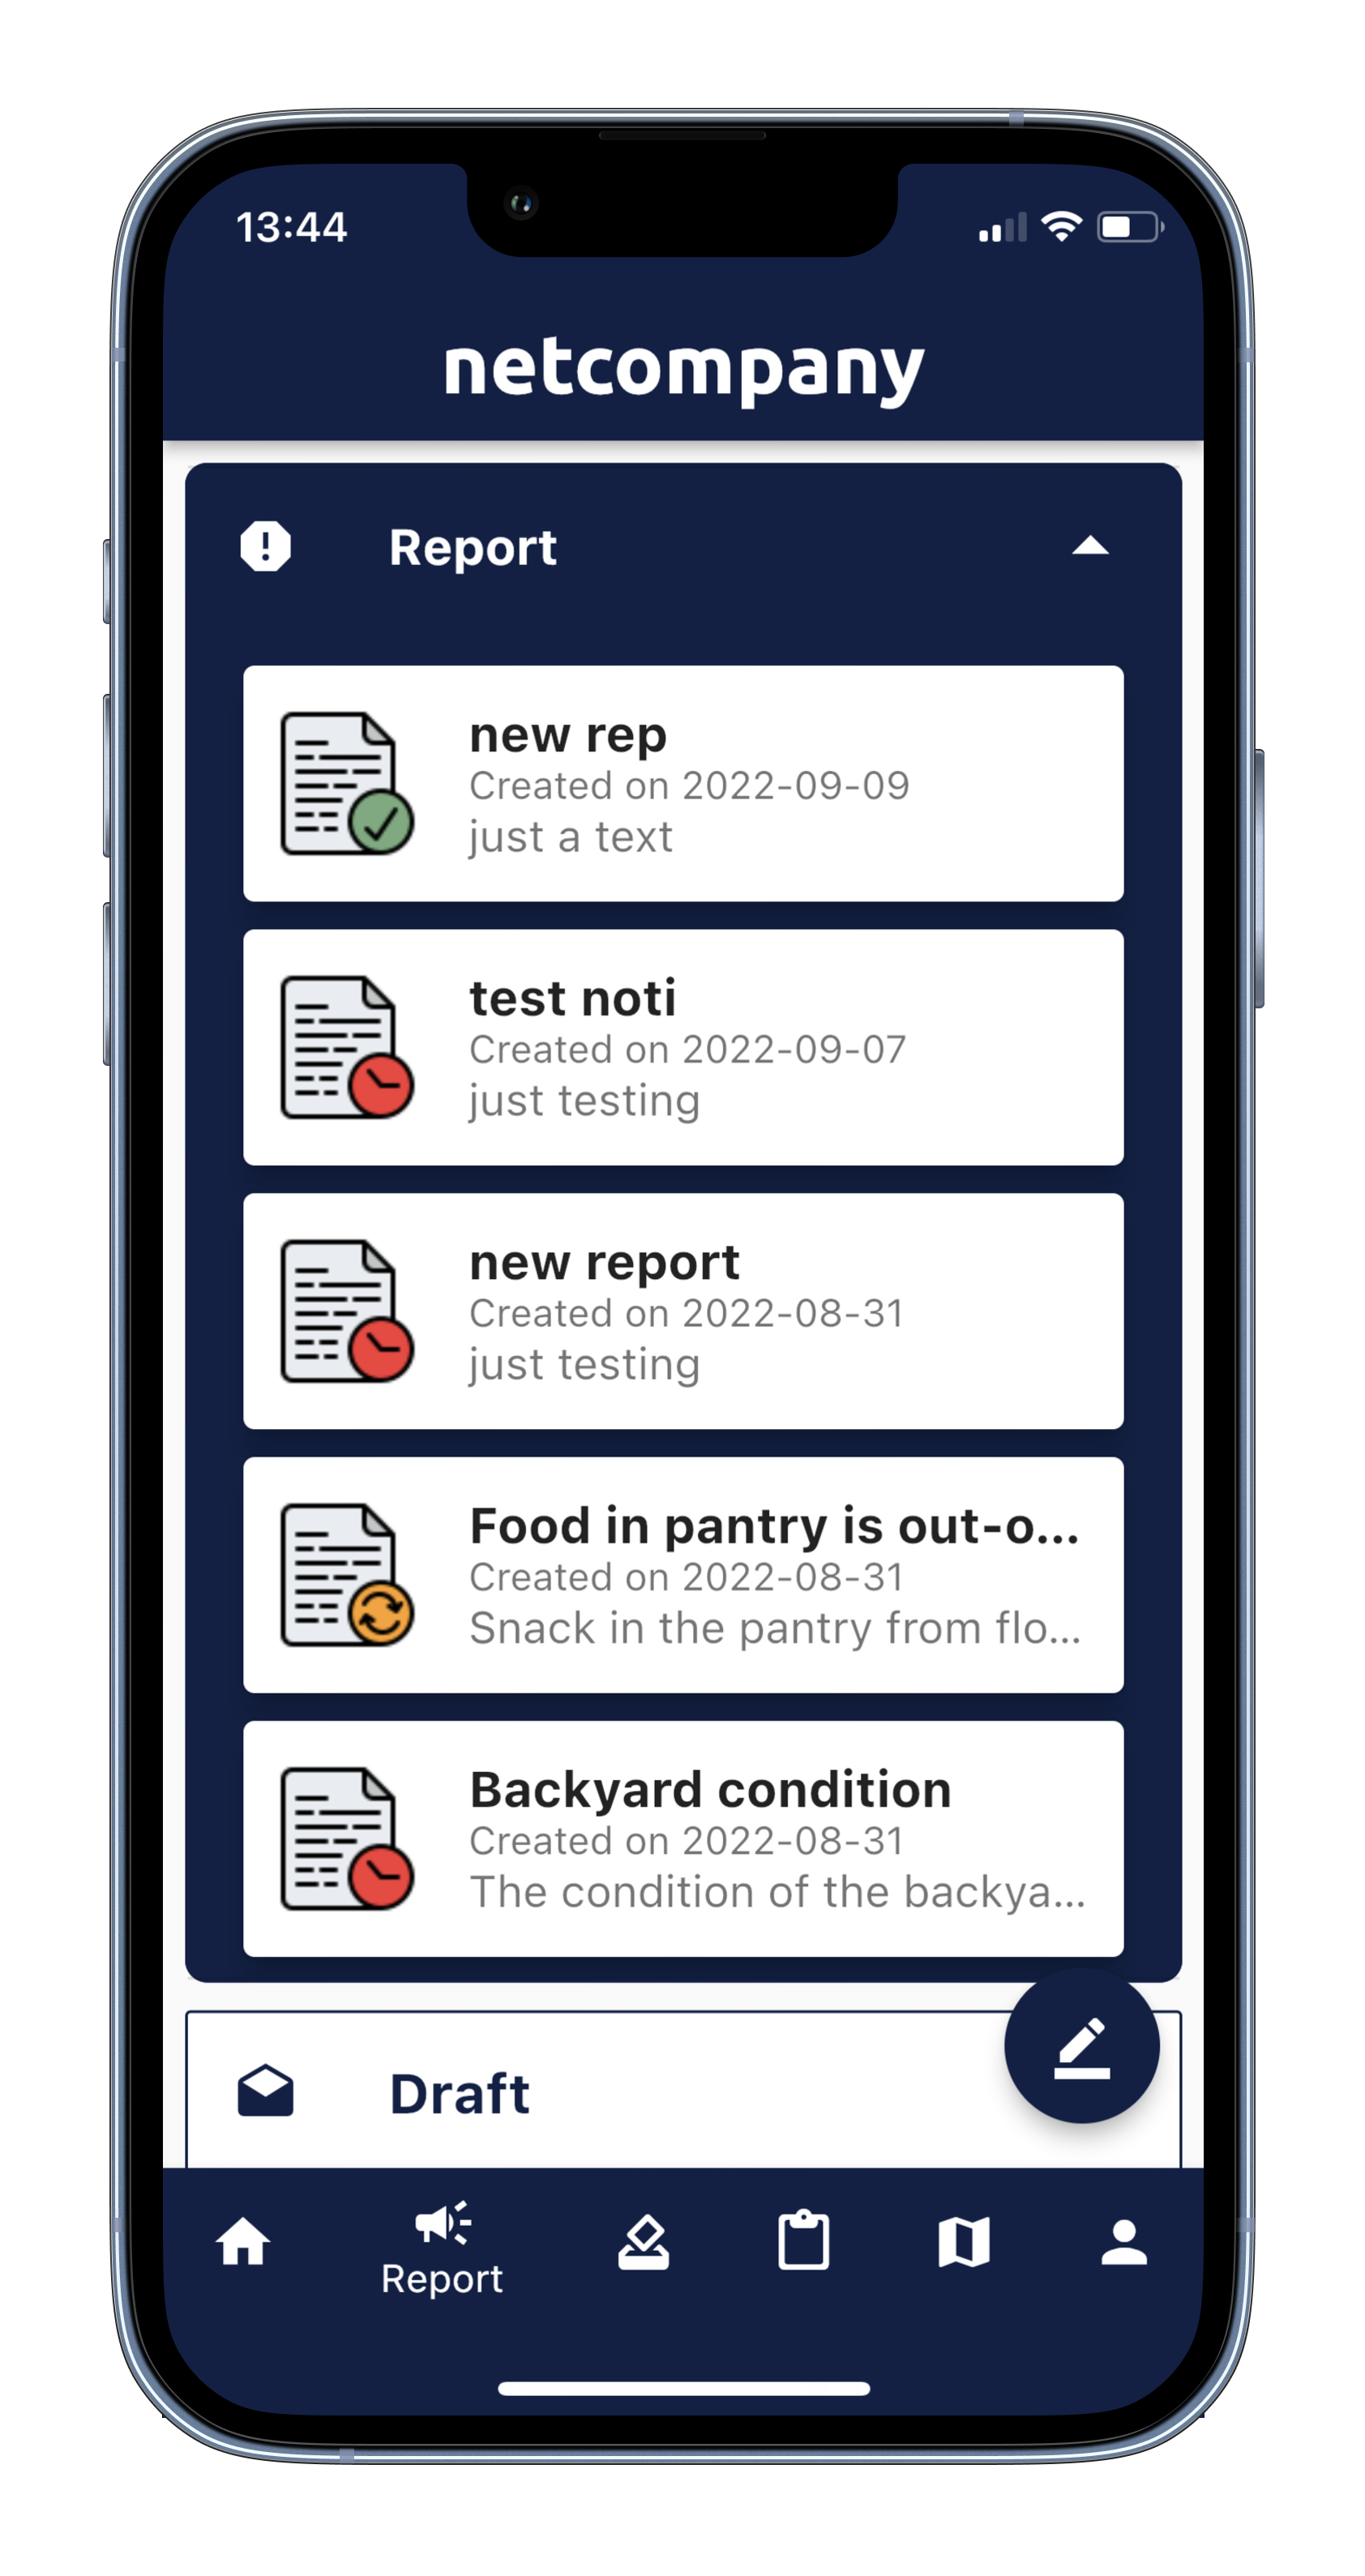 13:44
netcompany
Report
new rep
Created on 2022-09-09
just a text
test noti
Created on 2022-09-07
just testing
new report
Created on 2022-08-31
just testing
Food in pantry is out-o...
Created on 2022-08-31
Snack in the pantry from flo...
Backyard condition
Created on 2022-08-31
The condition of the backya...
Draft
Report